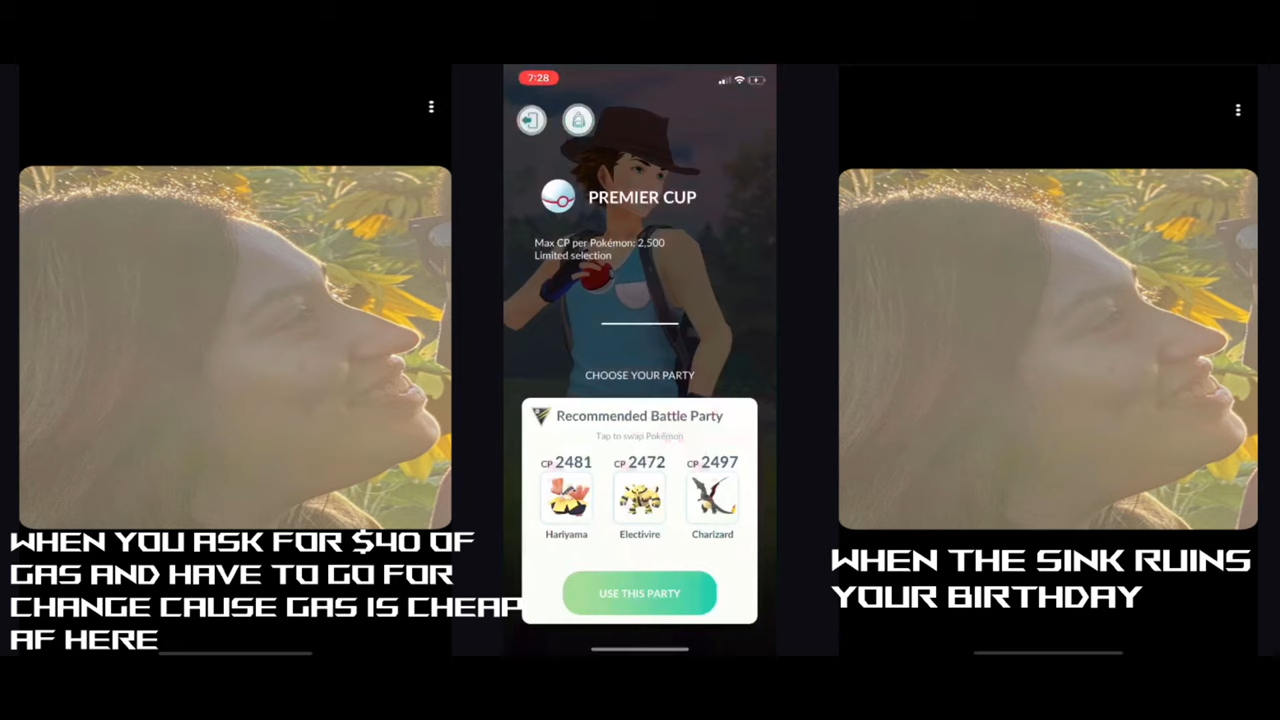 7:28
PREMIER CUP
Max CP per Pokémon: 2,500
Limited selection
CHOOSE YOUR PARTY
Recommended Battle Party
Tap to swap Pokémon
CP 2481 CP 2472 CP 2497
Hariyama Electivire Charizard
USE THIS PARTY
WHEN YOU ASK FOR $40 OF
GAS AND HAVE TO GO FOR
CHANGE CAUSE GAS IS CHEAP
AF HERE
WHEN THE SINK RUINS
YOUR BIRTHDAY